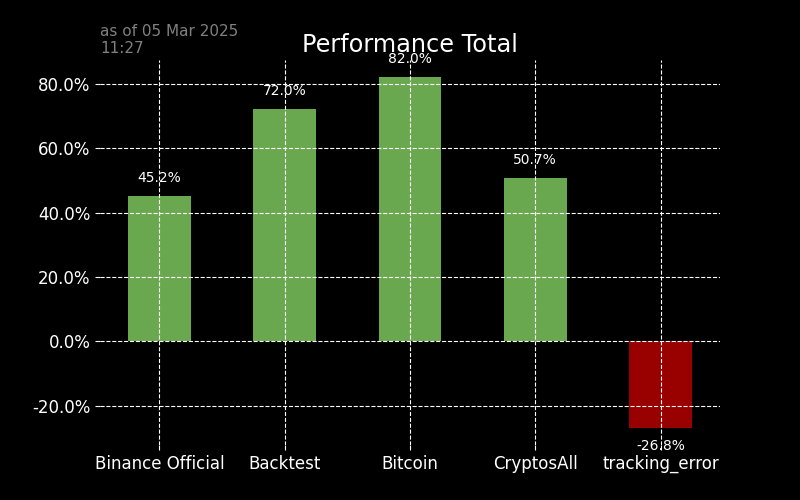 as of 05 Mar 2025
11:27
Performance Total
82.0%
80.0%
72.0%
60.0%
50.7%
45.2%
40.0%
20.0%
0.0%
-20.0%
-26.8%
Binance Official
Backtest
Bitcoin
CryptosAll
tracking_error